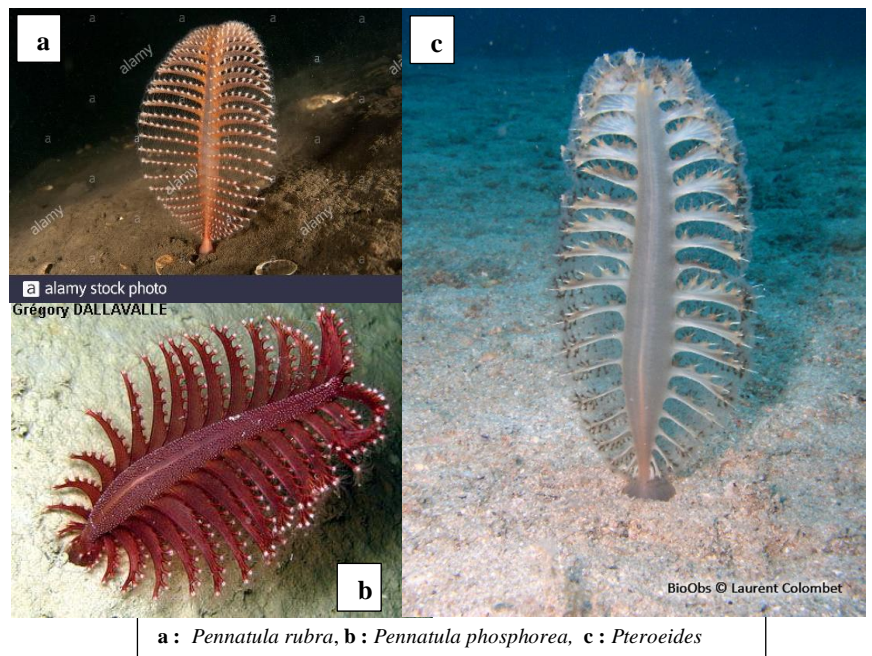 a
alamy
alamy
alamy
alamy
a alamy stock photo
Grégory DALLAVALLE
b
c
BioObs © Laurent Colombet
a : Pennatula rubra, b : Pennatula phosphorea, c : Pteroeides